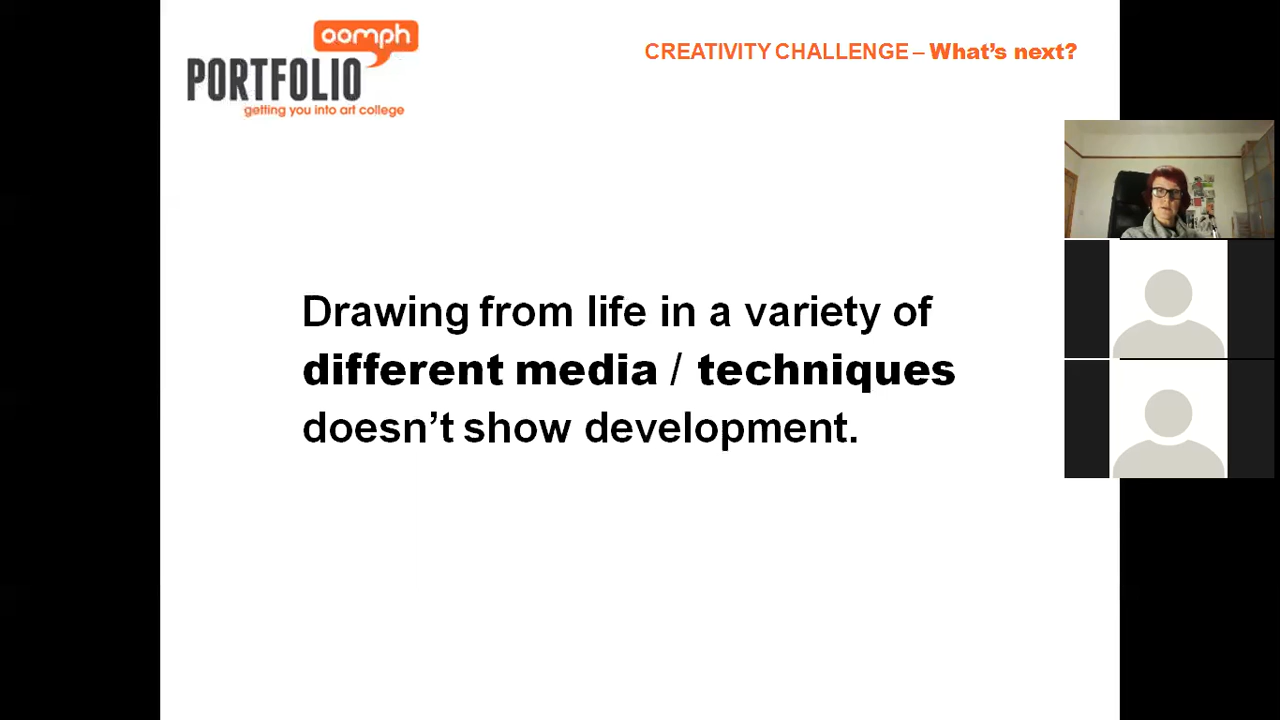 oomph
PORTFOLIO
getting you into art college
CREATIVITY CHALLENGE – What's next?
Drawing from life in a variety of
different media / techniques
doesn't show development.